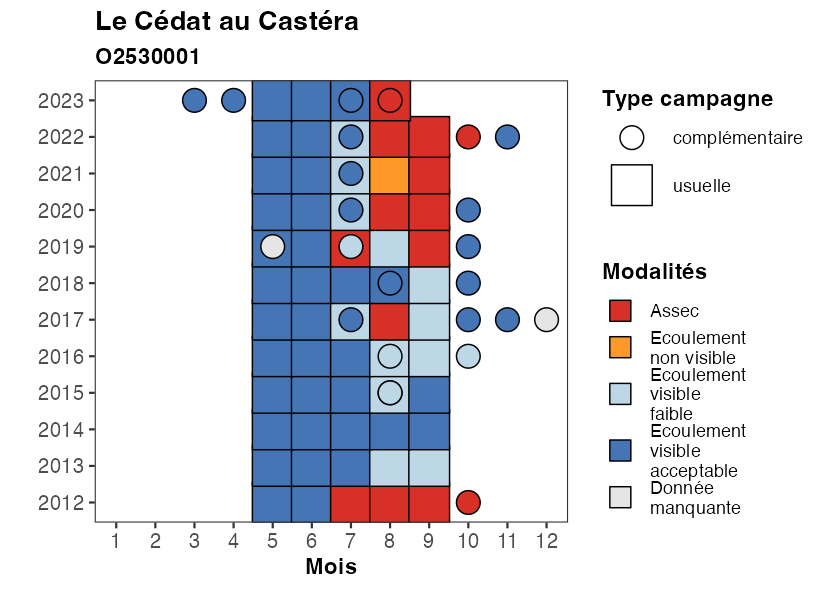 Le Cédat au Castéra
O2530001
2023
2022
2021
2020
2019
2018
2017
2016
2015
2014
2013
2012
1 2 3 4 5 6 7 8 9 10 11 12
Mois
Type campagne
complémentaire
usuelle
Modalités
Assec
Ecoulement
non visible
Ecoulement
visible
faible
Ecoulement
visible
acceptable
Donnée
manquante